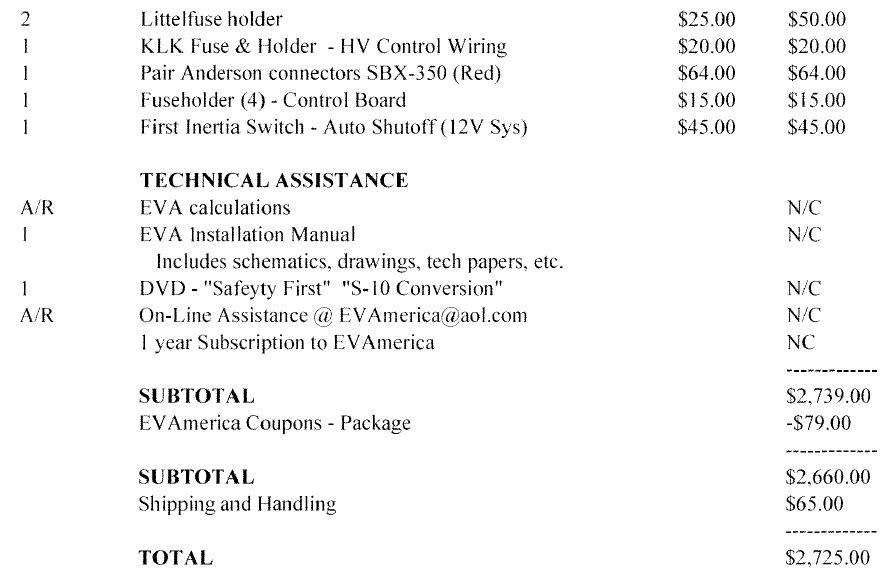 2 Littelfuse holder $25.00 $50.00
1 KLK Fuse & Holder - HV Control Wiring $20.00 $20.00
1 Pair Anderson connectors SBX-350 (Red) $64.00 $64.00
1 Fuseholder (4) - Control Board $15.00 $15.00
1 First Inertia Switch - Auto Shutoff (12V Sys) $45.00 $45.00
TECHNICAL ASSISTANCE
A/R EVA calculations N/C
1 EVA Installation Manual N/C
Includes schematics, drawings, tech papers, etc.
1 DVD - "Safeyty First" "S-10 Conversion" N/C
A/R On-Line Assistance @ EVAmerica@aol.com N/C
1 year Subscription to EVAmerica NC
-------------
SUBTOTAL $2,739.00
EVAmerica Coupons - Package -$79.00
-------------
SUBTOTAL $2,660.00
Shipping and Handling $65.00
-------------
TOTAL $2,725.00